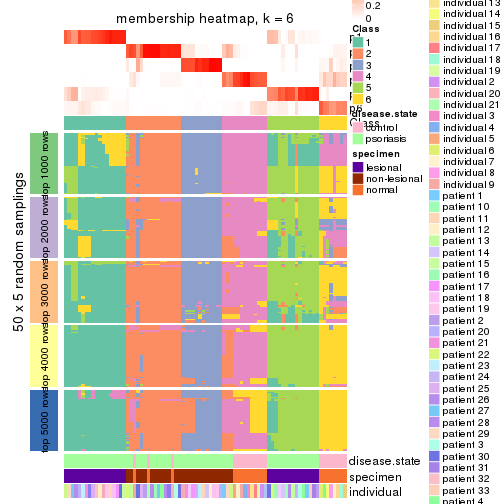 membership heatmap, k = 6
0.2
0
Class
1
2
3
4
5
6
disease.state
control
psoriasis
specimen
lesional
non-lesional
normal
individual 13
individual 14
individual 15
individual 16
individual 17
individual 18
individual 19
individual 2
individual 20
individual 21
individual 3
individual 4
individual 5
individual 6
individual 7
individual 8
individual 9
patient 1
patient 10
patient 11
patient 12
patient 13
patient 14
patient 15
patient 16
patient 17
patient 18
patient 19
patient 2
patient 20
patient 21
patient 22
patient 23
patient 24
patient 25
patient 26
patient 27
patient 28
patient 29
patient 3
patient 30
patient 31
patient 32
patient 33
patient 4
50 x 5 random samplings
top 1000 rows
top 2000 rows
top 3000 rows
top 4000 rows
top 5000 rows
disease.state
specimen
individual